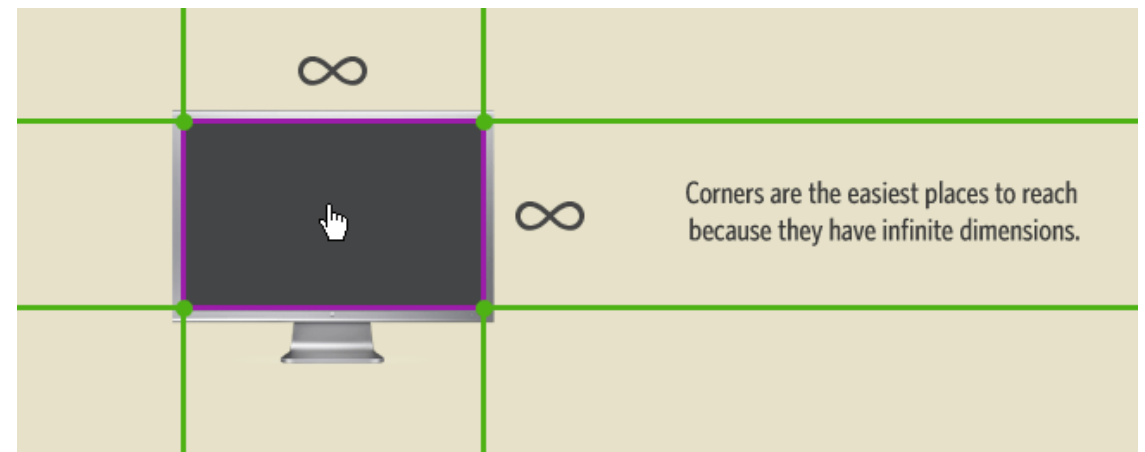 ∞
∞
Corners are the easiest places to reach
because they have infinite dimensions.